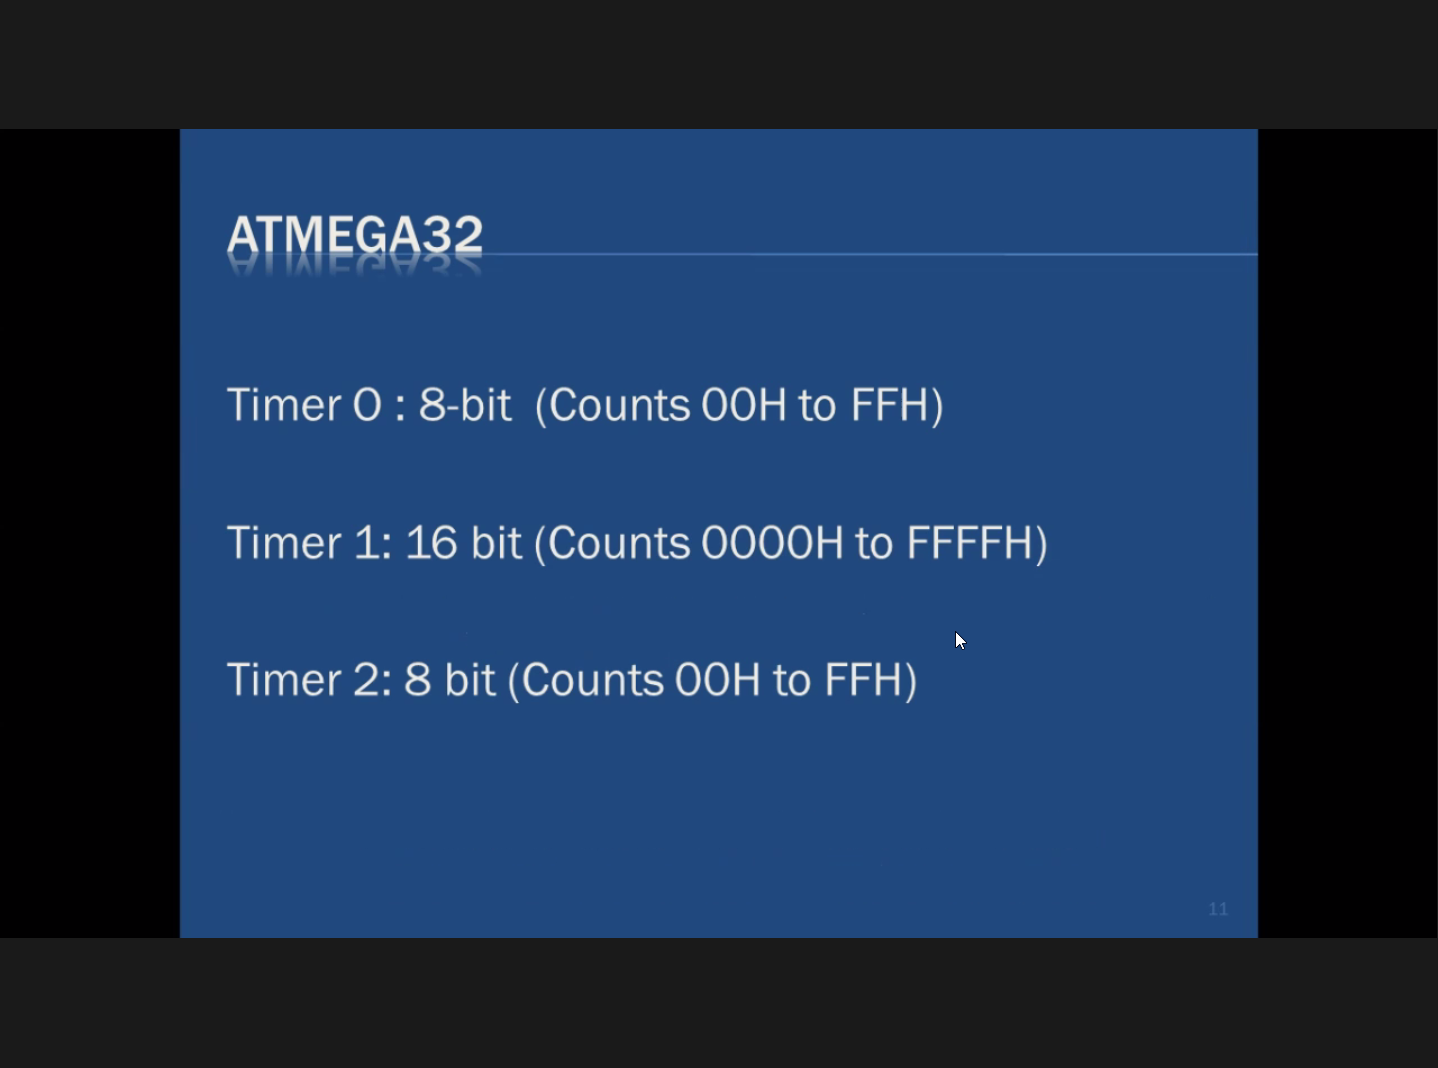 ATMEGA32
Timer 0 : 8-bit (Counts 00H to FFH)
Timer 1: 16 bit (Counts 0000H to FFFFH)
Timer 2: 8 bit (Counts 00H to FFH)
11